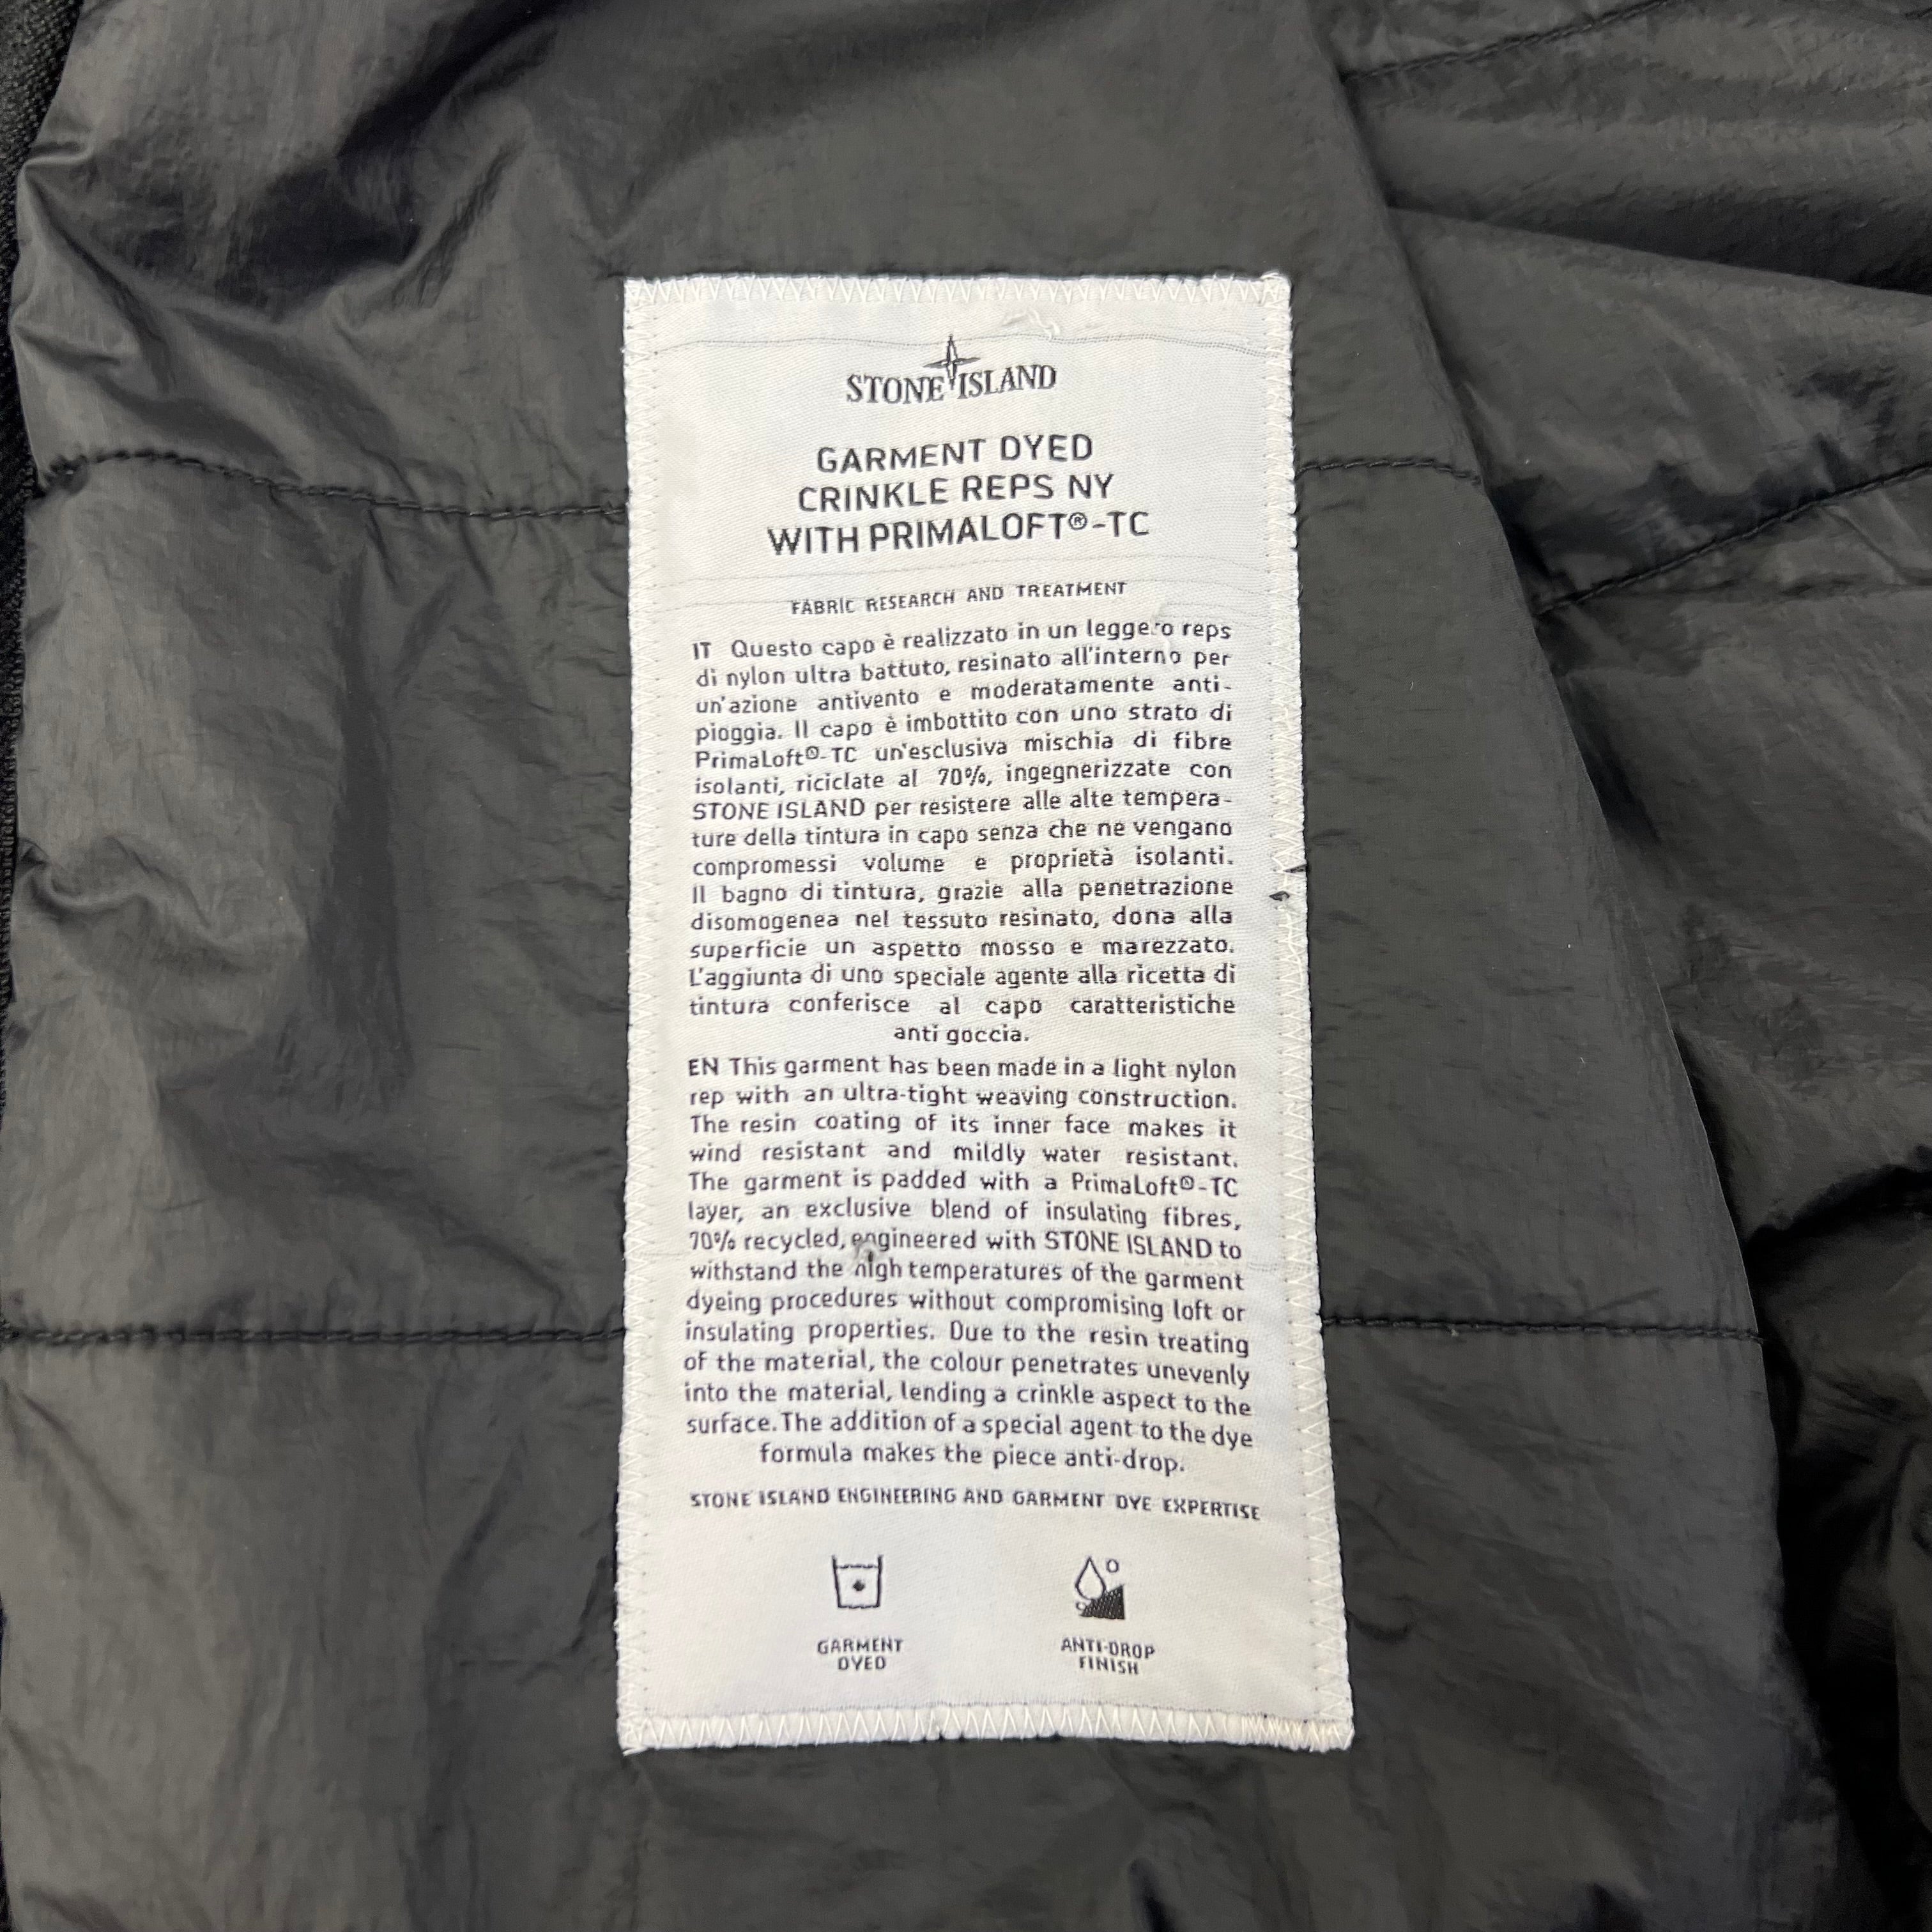 STONE ISLAND
GARMENT DYED
CRINKLE REPS NY
WITH PRIMALOFT®-TC
FABRIC RESEARCH AND TREATMENT
IT Questo capo è realizzato in un leggero reps
di nylon ultra battuto, resinato all'interno per
un'azione antivento e moderatamente anti-
pioggia. Il capo è imbottito con uno strato di
PrimaLoft®-TC un'esclusiva mischia di fibre
isolanti, riciclate al 70%, ingegnerizzate con
STONE ISLAND per resistere alle alte tempera-
ture della tintura in capo senza che ne vengano
compromessi volume e proprietà isolanti.
Il bagno di tintura, grazie alla penetrazione
disomogenea nel tessuto resinato, dona alla
superficie un aspetto mosso e marezzato.
L'aggiunta di uno speciale agente alla ricetta di
tintura conferisce al capo caratteristiche
anti goccia.
EN This garment has been made in a light nylon
rep with an ultra-tight weaving construction.
The resin coating of its inner face makes it
wind resistant and mildly water resistant.
The garment is padded with a PrimaLoft®-TC
layer, an exclusive blend of insulating fibres,
70% recycled, engineered with STONE ISLAND to
withstand the high temperatures of the garment
dyeing procedures without compromising loft or
insulating properties. Due to the resin treating
of the material, the colour penetrates unevenly
into the material, lending a crinkle aspect to the
surface. The addition of a special agent to the dye
formula makes the piece anti-drop.
STONE ISLAND ENGINEERING AND GARMENT DYE EXPERTISE
GARMENT
DYED
ANTI-DROP
FINISH